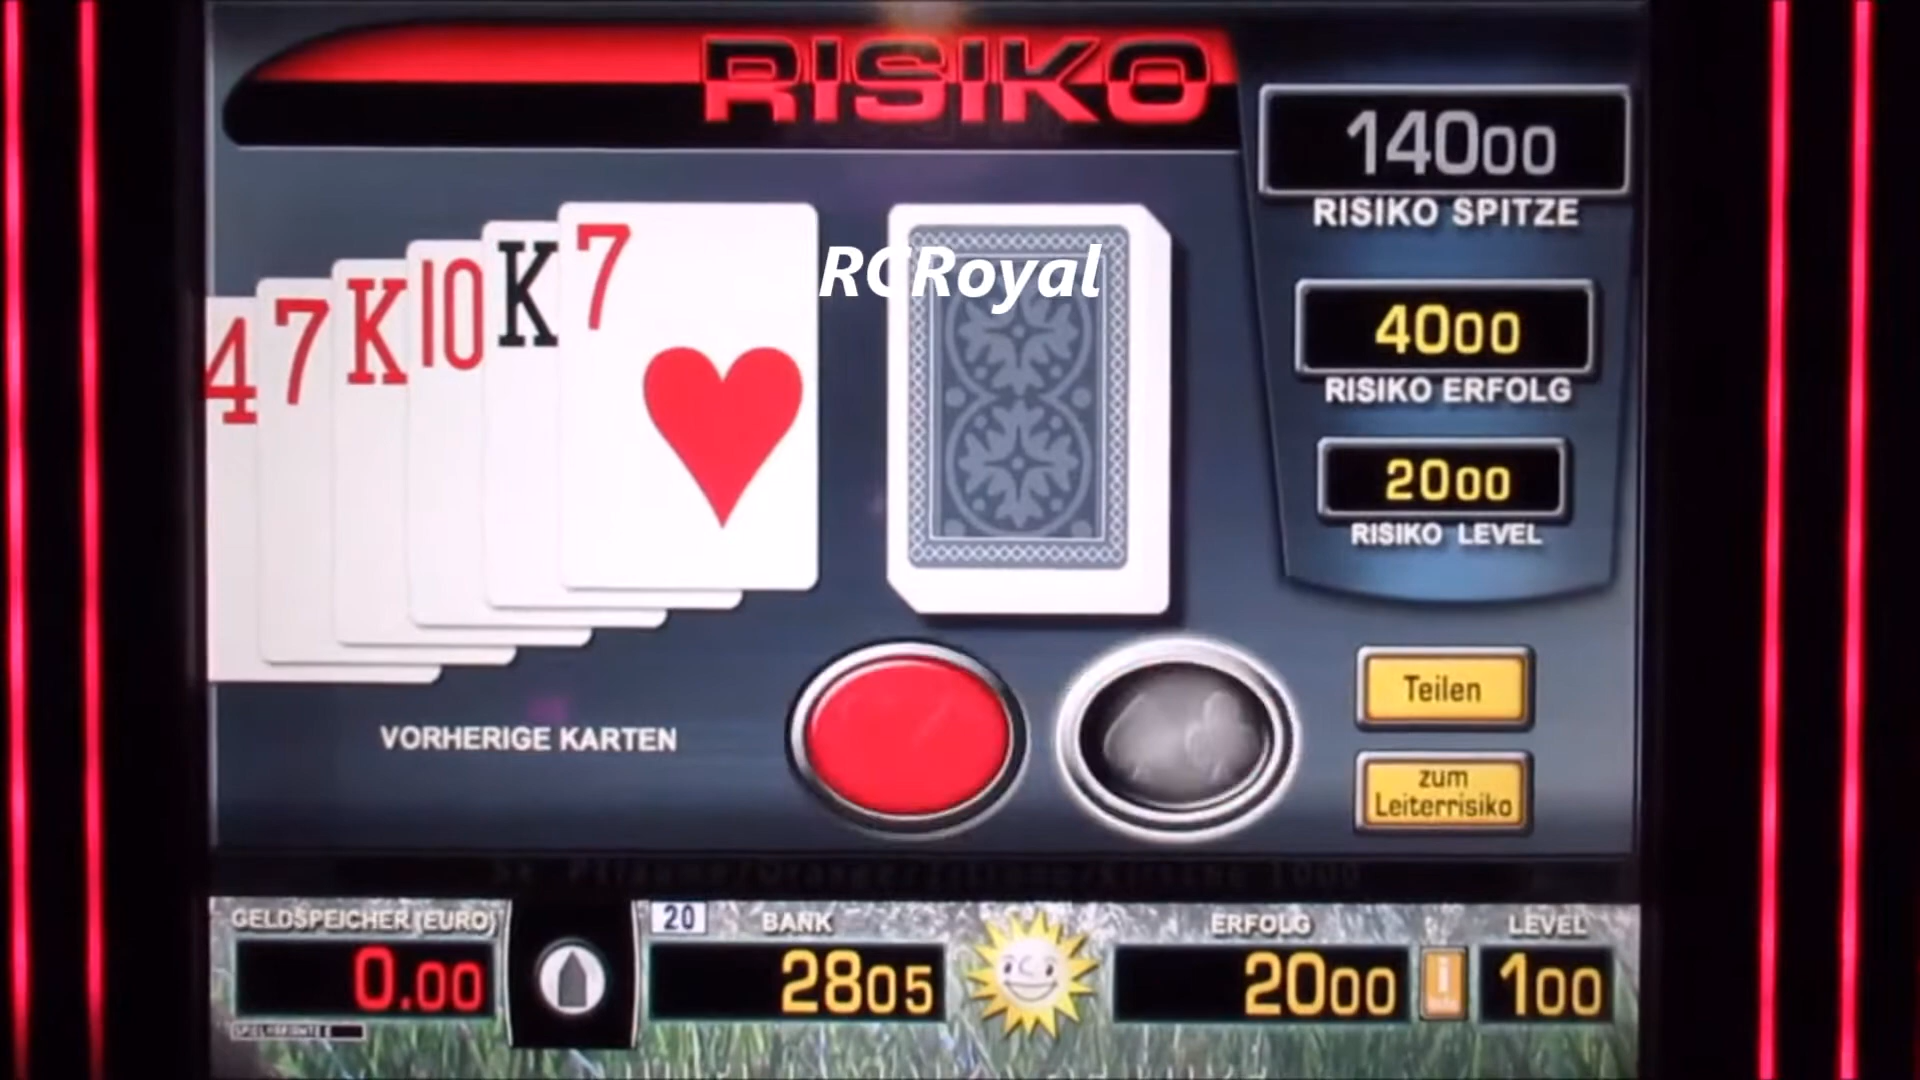 RISIKO
14000
RISIKO SPITZE
4
7
K
10
K
7
RCRoyal
4000
RISIKO ERFOLG
2000
RISIKO LEVEL
Teilen
zum
Leiterrisiko
VORHERIGE KARTEN
GELDSPEICHER (EURO)
20
BANK
ERFOLG
LEVEL
0.00
2805
2000
i
100